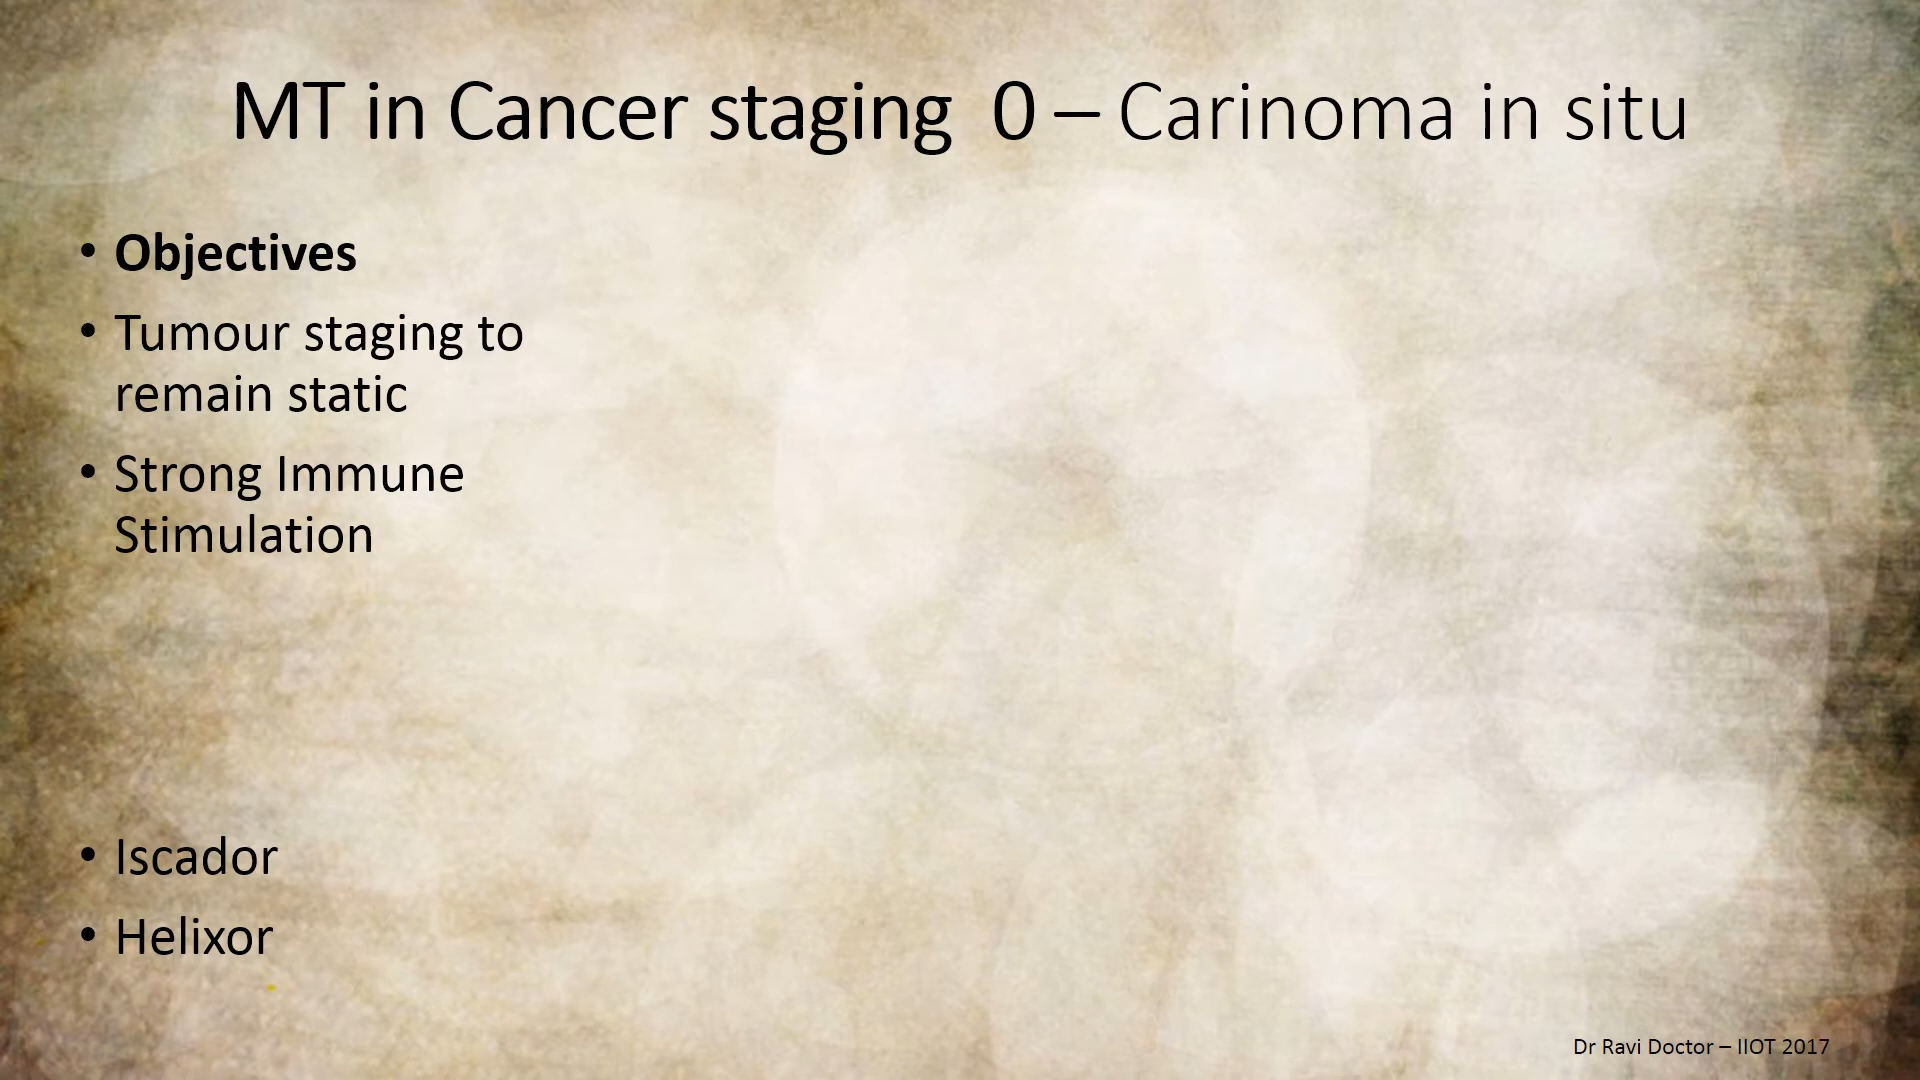 MT in Cancer staging  0 – Carinoma in situ
• Objectives
• Tumour staging to
remain static
• Strong Immune
Stimulation
• Iscador
• Helixor
Dr Ravi Doctor – IIOT 2017